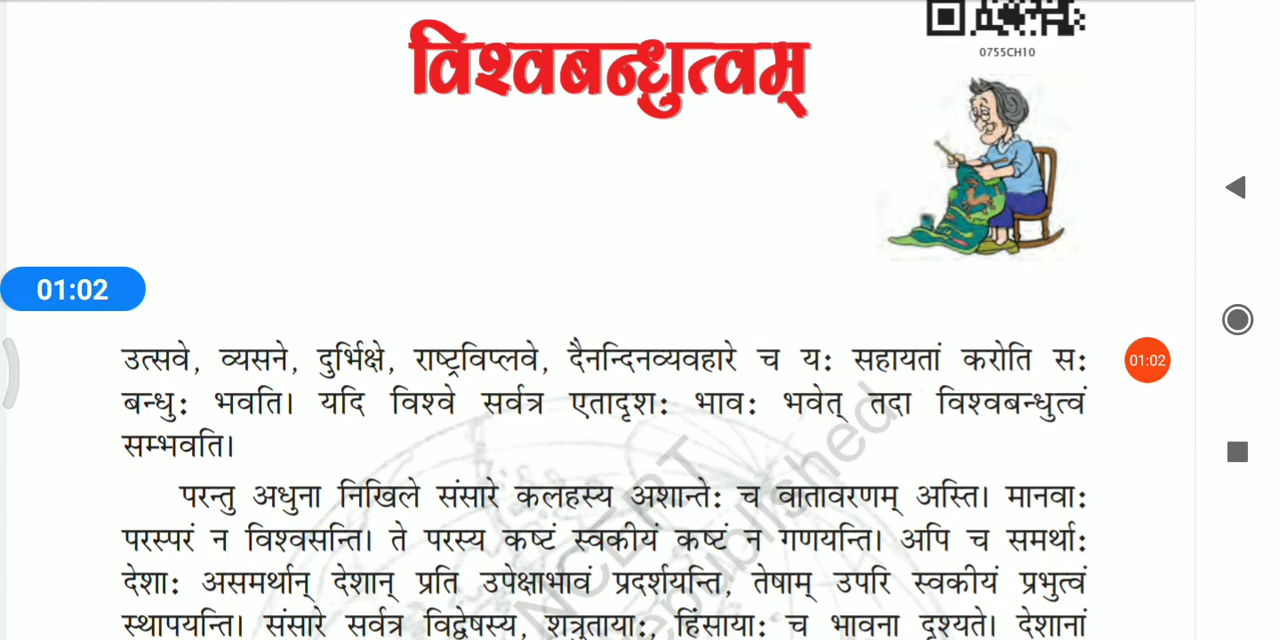 0755CH10
विश्वबन्धुत्वम्
01:02
उत्सवे, व्यसने, दुर्भिक्षे, राष्ट्रविप्लवे, दैनन्दिनव्यवहारे च य: सहायतां करोति स:
01:02
बन्धु: भवति। यदि विश्वे सर्वत्र एतादृश: भाव: भवेत् तदा विश्वबन्धुत्वं
सम्भवति।
परन्तु अधुना निखिले संसारे कलहस्य अशान्ते: च वातावरणम् अस्ति। मानवा:
परस्परं न विश्वसन्ति। ते परस्य कष्टं स्वकीयं कष्टं न गणयन्ति। अपि च समर्था:
देशा: असमर्थान् देशान् प्रति उपेक्षाभावं प्रदर्शयन्ति, तेषाम् उपरि स्वकीयं प्रभुत्वं
स्थापयन्ति। संसारे सर्वत्र विद्वेषस्य, शत्रुताया:, हिंसाया: च भावना दृश्यते। देशानां
NCERT
republished